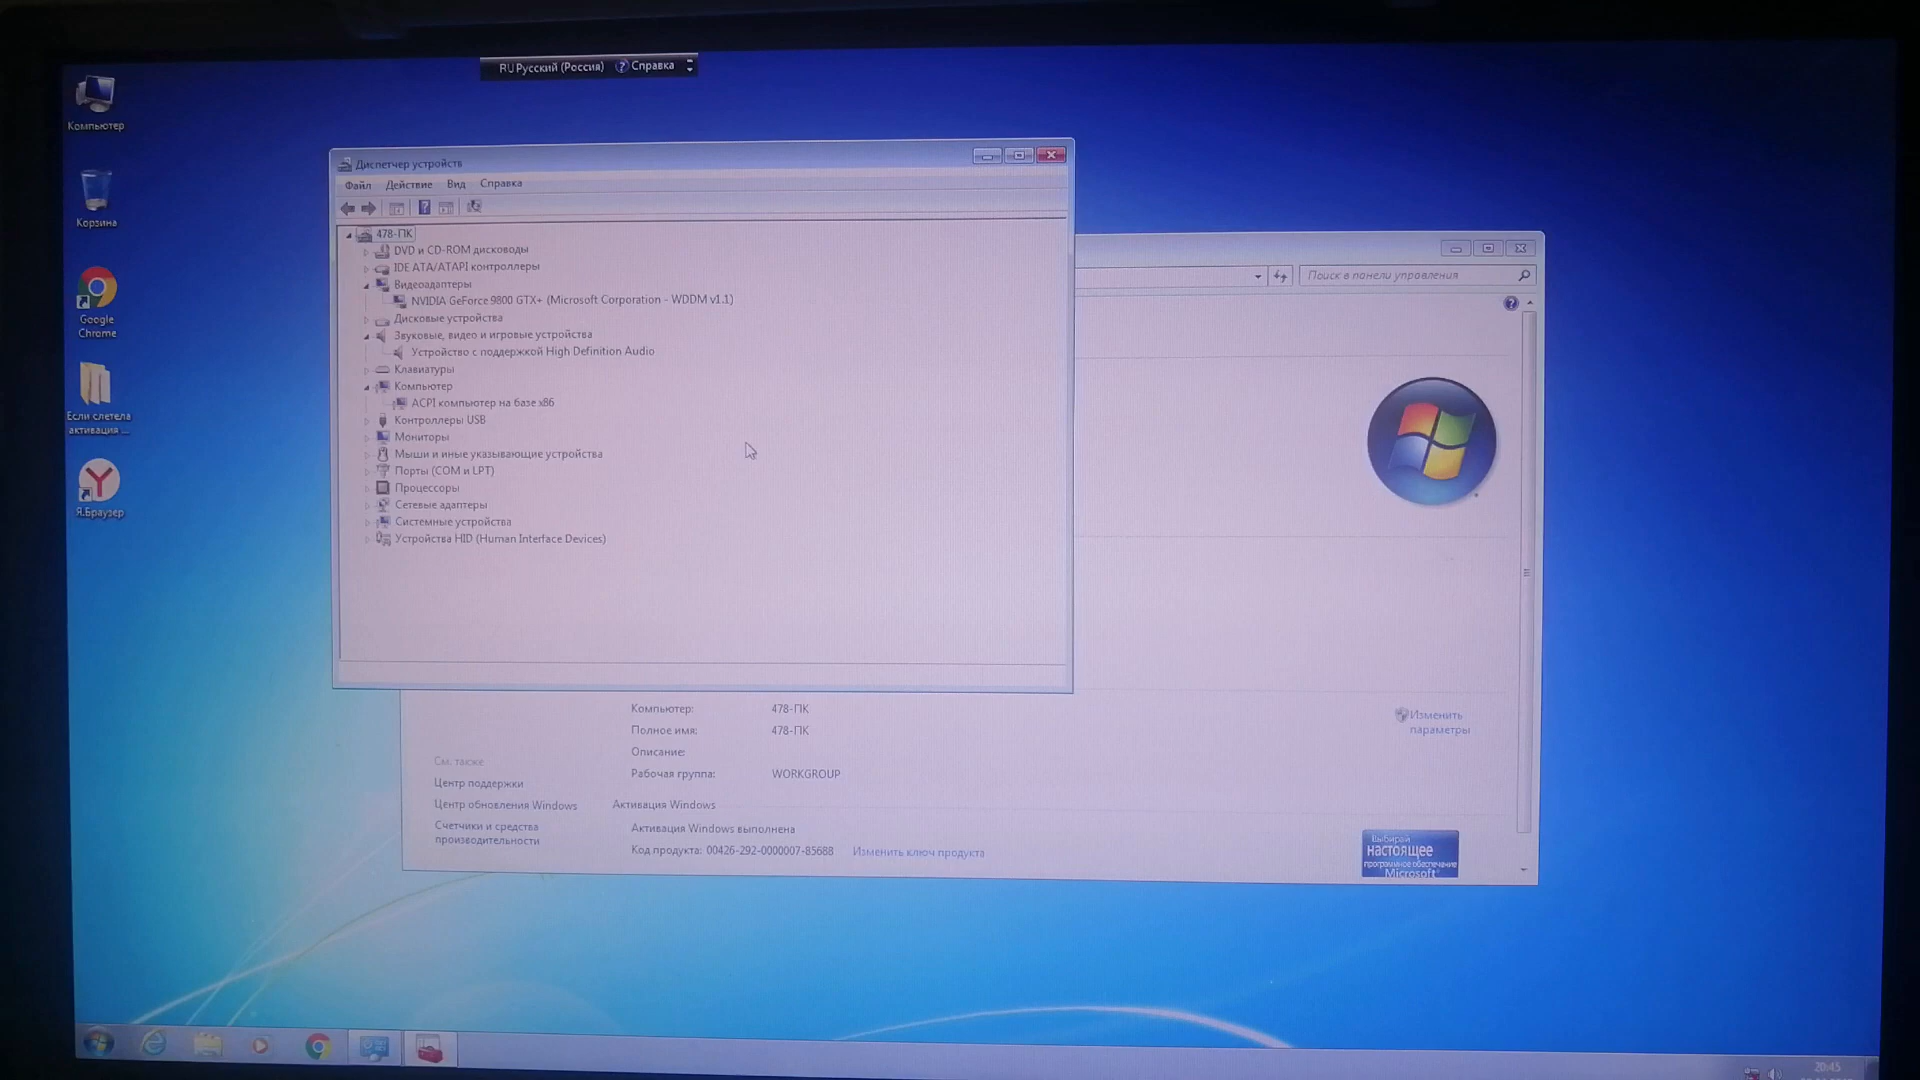 RU Русский (Россия) Справка
Компьютер
Корзина
Google
Chrome
Если слетела
активация ...
Я.Браузер
Диспетчер устройств
Файл Действие Вид Справка
478-ПК
DVD и CD-ROM дисководы
IDE ATA/ATAPI контроллеры
Видеоадаптеры
NVIDIA GeForce 9800 GTX+ (Microsoft Corporation - WDDM v1.1)
Дисковые устройства
Звуковые, видео и игровые устройства
Устройство с поддержкой High Definition Audio
Клавиатуры
Компьютер
ACPI компьютер на базе x86
Контроллеры USB
Мониторы
Мыши и иные указывающие устройства
Порты (COM и LPT)
Процессоры
Сетевые адаптеры
Системные устройства
Устройства HID (Human Interface Devices)
Поиск в панели управления
Компьютер: 478-ПК
Полное имя: 478-ПК
Описание:
Рабочая группа: WORKGROUP
Изменить
параметры
См. также
Центр поддержки
Центр обновления Windows
Счетчики и средства
производительности
Активация Windows
Активация Windows выполнена
Код продукта: 00426-292-0000007-85688 Изменить ключ продукта
Выбирай
настоящее
программное обеспечение
Microsoft
20:45